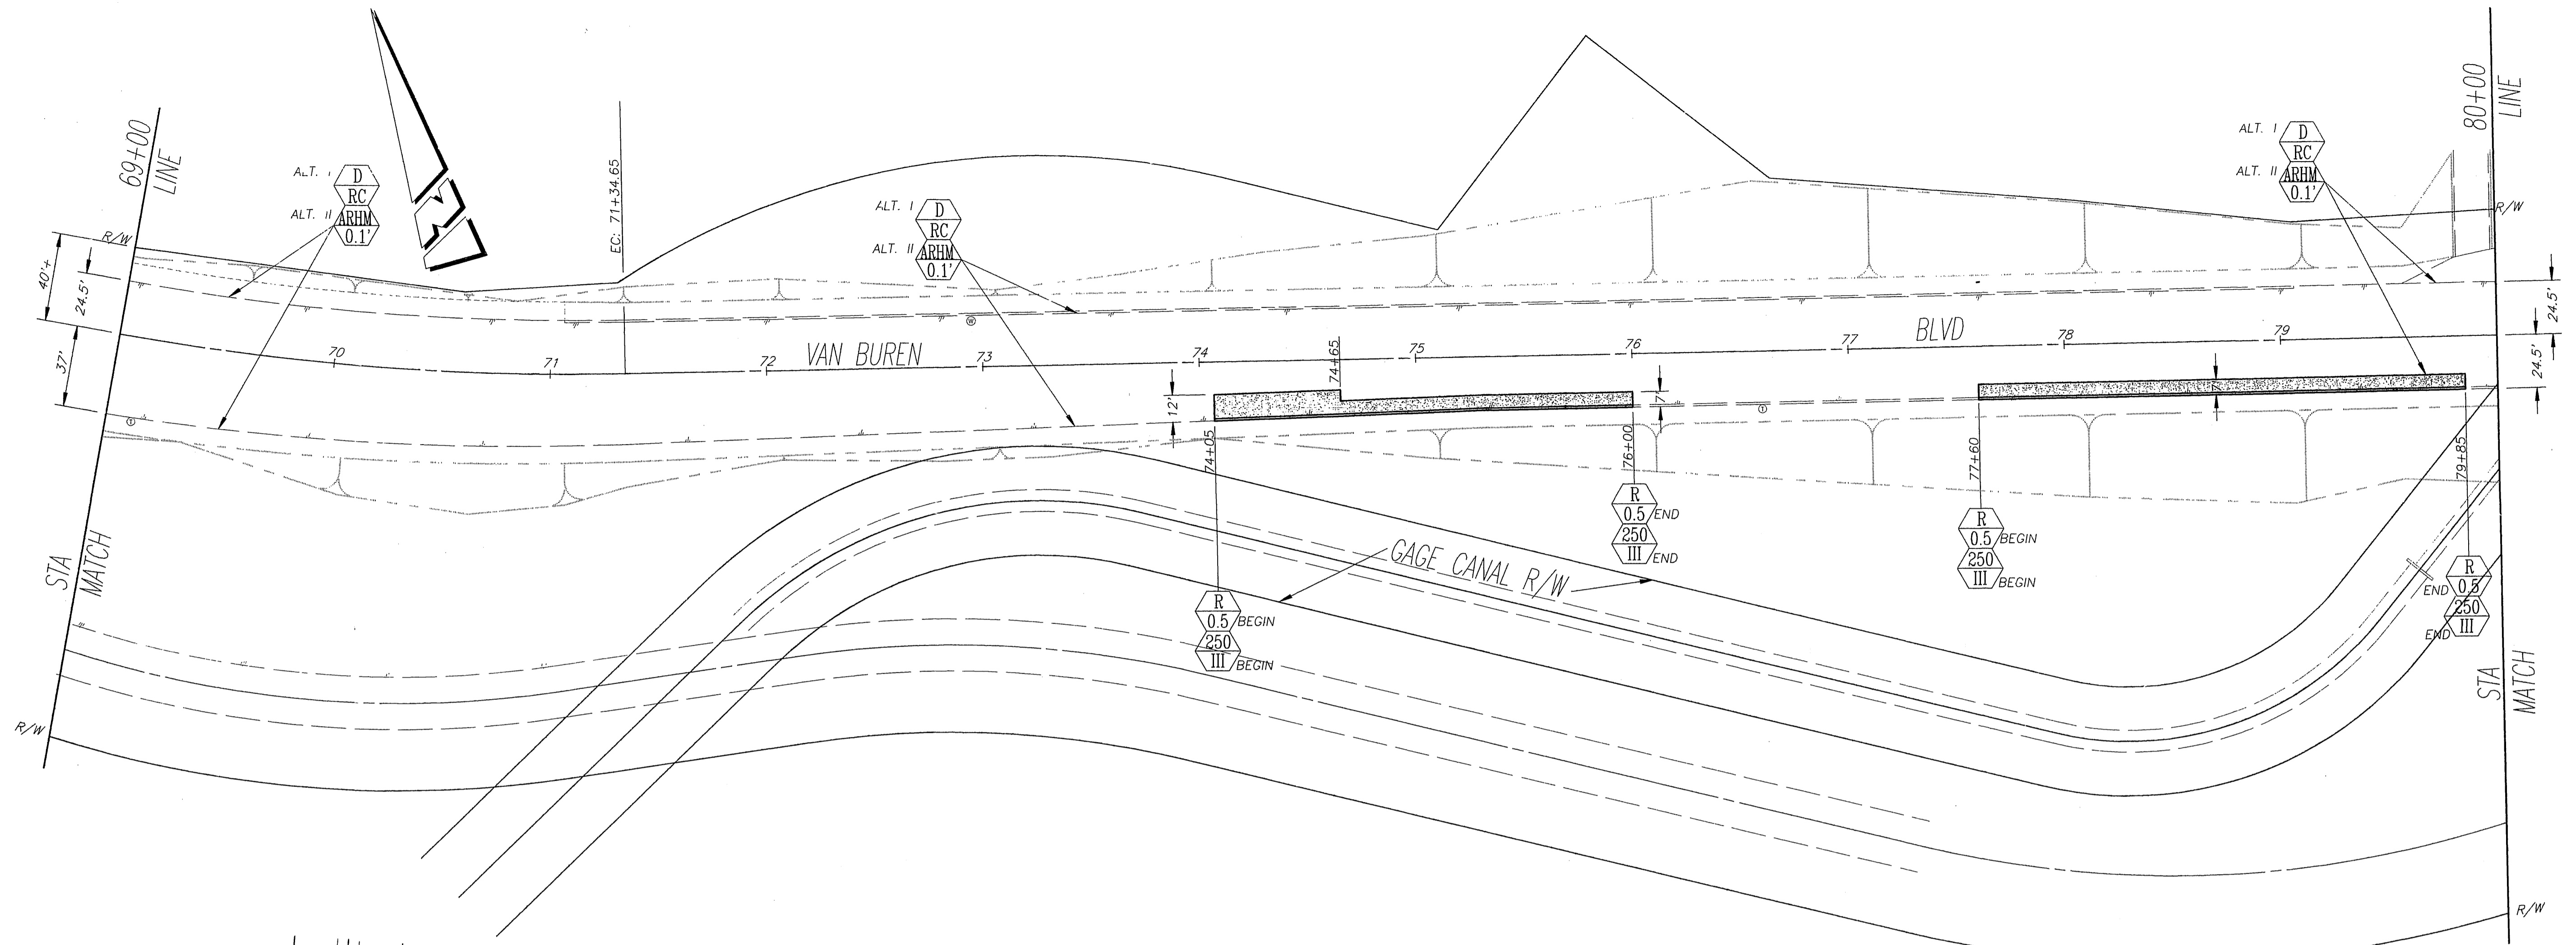 69+00
LINE
ALT. I
D
RC
ALT. II
ARHM
0.1'
R/W
40'+
24.5'
37'
EC: 71+34.65
ALT. I
D
RC
ALT. II
ARHM
0.1'
ALT. I
D
RC
ALT. II
ARHM
0.1'
80+00
LINE
R/W
24.5'
24.5'
70
71
72
VAN BUREN
73
74
74+65
75
76
77
BLVD
78
79
12'
7'
7'
W
T
T
74+05
76+00
77+60
79+85
R
0.5 END
250
III END
R
0.5 BEGIN
250
III BEGIN
R
END 0.5
250
END III
R
0.5 BEGIN
250
III BEGIN
GAGE CANAL R/W
STA
MATCH
STA
MATCH
R/W
R/W